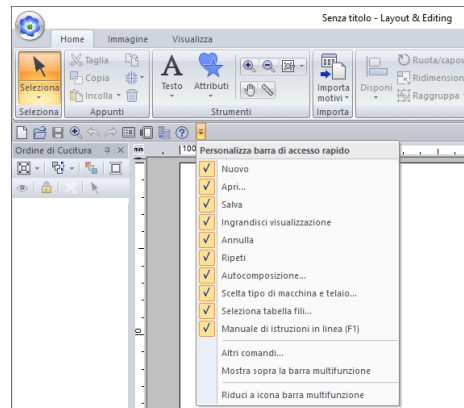 Senza titolo - Layout & Editing
Home Immagine Visualizza
Seleziona
Taglia
Copia
Incolla
Testo
Attributi
Importa motivi
Disponi
Ruota/capov
Ridimension
Raggruppa
Seleziona Appunti Strumenti Importa
Ordine di Cucitura
mm
100
0
Personalizza barra di accesso rapido
Nuovo
Apri...
Salva
Ingrandisci visualizzazione
Annulla
Ripeti
Autocomposizione...
Scelta tipo di macchina e telaio...
Seleziona tabella fili...
Manuale di istruzioni in linea (F1)
Altri comandi...
Mostra sopra la barra multifunzione
Riduci a icona barra multifunzione